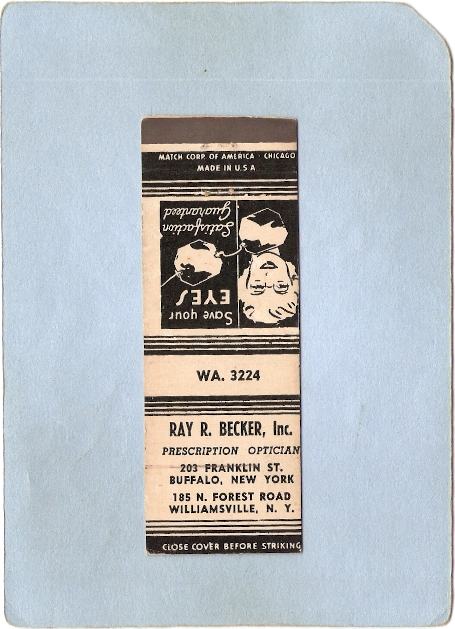 MATCH CORP. OF AMERICA · CHICAGO
MADE IN U.S.A
Save your
EYES
Satisfaction
Guaranteed
WA. 3224
RAY R. BECKER, Inc.
PRESCRIPTION OPTICIAN
203 FRANKLIN ST.
BUFFALO, NEW YORK
185 N. FOREST ROAD
WILLIAMSVILLE, N. Y.
CLOSE COVER BEFORE STRIKING